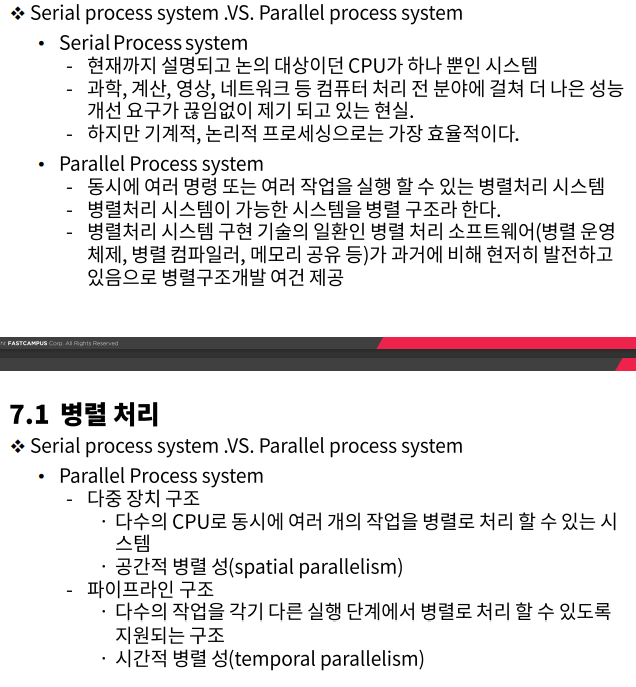 ❖ Serial process system .VS. Parallel process system
• Serial Process system
- 현재까지 설명되고 논의 대상이던 CPU가 하나 뿐인 시스템
- 과학, 계산, 영상, 네트워크 등 컴퓨터 처리 전 분야에 걸쳐 더 나은 성능
개선 요구가 끊임없이 제기 되고 있는 현실.
- 하지만 기계적, 논리적 프로세싱으로는 가장 효율적이다.
• Parallel Process system
- 동시에 여러 명령 또는 여러 작업을 실행 할 수 있는 병렬처리 시스템
- 병렬처리 시스템이 가능한 시스템을 병렬 구조라 한다.
- 병렬처리 시스템 구현 기술의 일환인 병렬 처리 소프트웨어(병렬 운영
체제, 병렬 컴파일러, 메모리 공유 등)가 과거에 비해 현저히 발전하고
있음으로 병렬구조개발 여건 제공
FASTCAMPUS Corp. All Rights Reserved
7.1 병렬 처리
❖ Serial process system .VS. Parallel process system
• Parallel Process system
- 다중 장치 구조
· 다수의 CPU로 동시에 여러 개의 작업을 병렬로 처리 할 수 있는 시
스템
· 공간적 병렬 성(spatial parallelism)
- 파이프라인 구조
· 다수의 작업을 각기 다른 실행 단계에서 병렬로 처리 할 수 있도록
지원되는 구조
· 시간적 병렬 성(temporal parallelism)